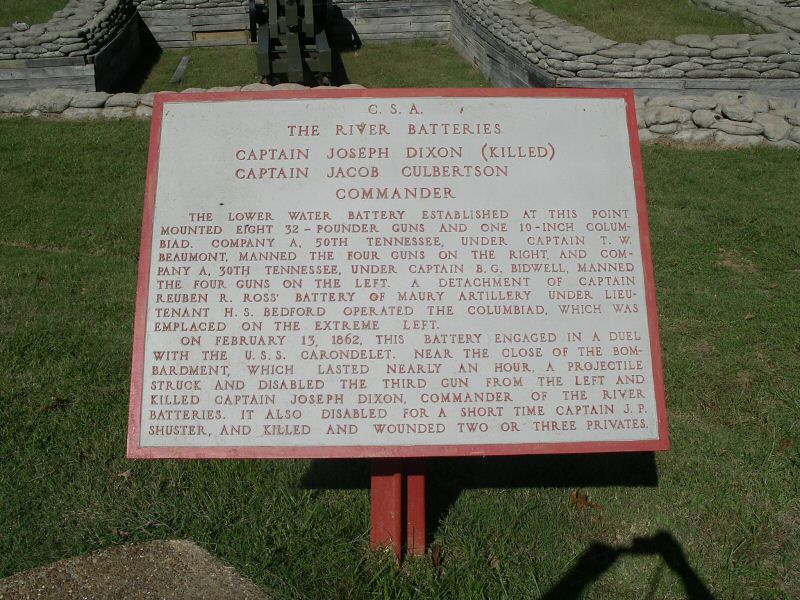 C. S. A.
THE RIVER BATTERIES
CAPTAIN JOSEPH DIXON (KILLED)
CAPTAIN JACOB CULBERTSON
COMMANDER
THE LOWER WATER BATTERY ESTABLISHED AT THIS POINT
MOUNTED EIGHT 32-POUNDER GUNS AND ONE 10-INCH COLUM-
BIAD. COMPANY A, 50TH TENNESSEE, UNDER CAPTAIN T. W.
BEAUMONT, MANNED THE FOUR GUNS ON THE RIGHT, AND COM-
PANY A, 30TH TENNESSEE, UNDER CAPTAIN B. G. BIDWELL, MANNED
THE FOUR GUNS ON THE LEFT. A DETACHMENT OF CAPTAIN
REUBEN R. ROSS' BATTERY OF MAURY ARTILLERY UNDER LIEU-
TENANT H. S. BEDFORD OPERATED THE COLUMBIAD, WHICH WAS
EMPLACED ON THE EXTREME LEFT.
ON FEBRUARY 13, 1862, THIS BATTERY ENGAGED IN A DUEL
WITH THE U. S. S. CARONDELET. NEAR THE CLOSE OF THE BOM-
BARDMENT, WHICH LASTED NEARLY AN HOUR, A PROJECTILE
STRUCK AND DISABLED THE THIRD GUN FROM THE LEFT AND
KILLED CAPTAIN JOSEPH DIXON, COMMANDER OF THE RIVER
BATTERIES. IT ALSO DISABLED FOR A SHORT TIME CAPTAIN J. P.
SHUSTER, AND KILLED AND WOUNDED TWO OR THREE PRIVATES.